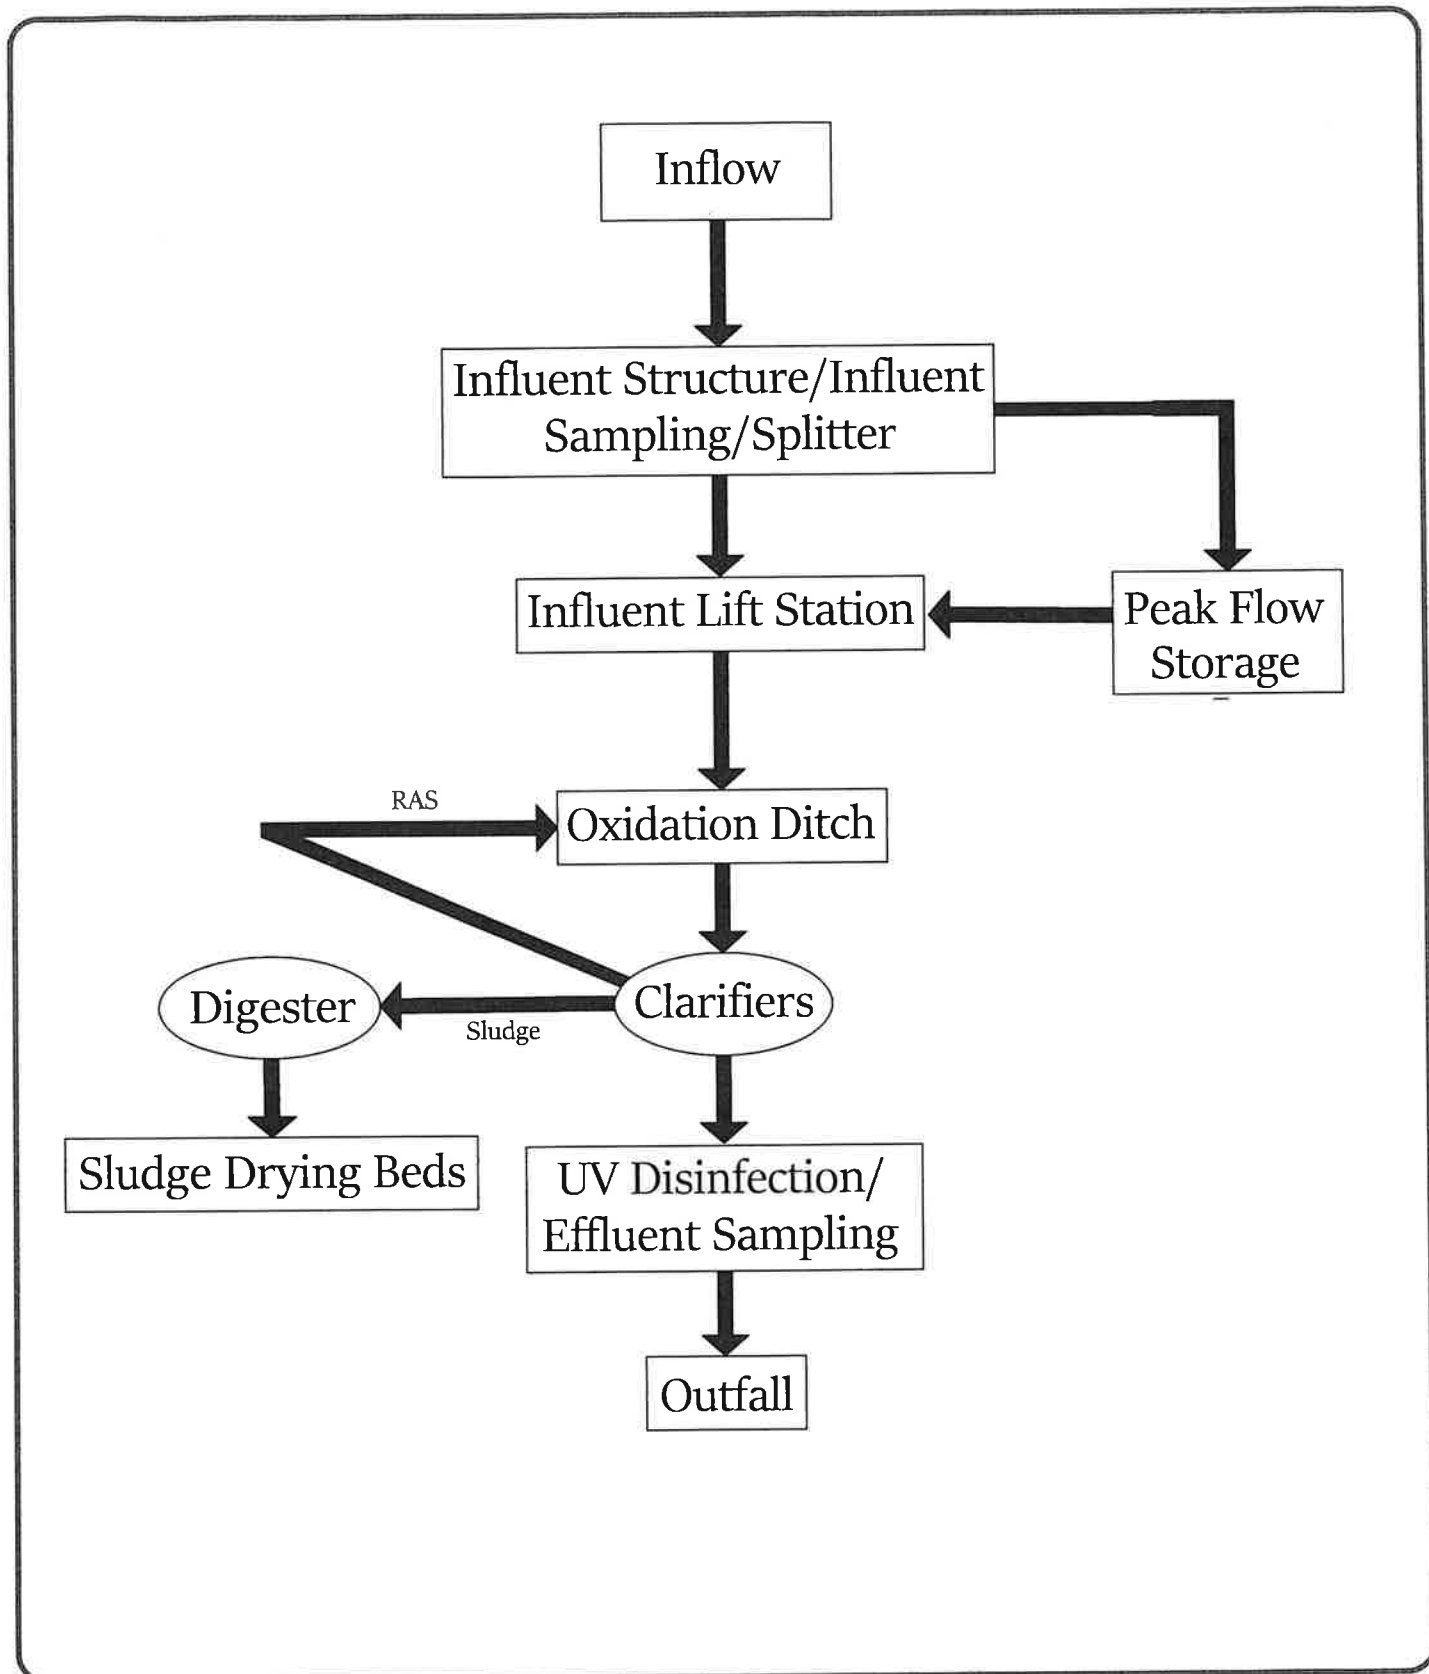 Inflow
Influent Structure/Influent
Sampling/Splitter
Influent Lift Station
Peak Flow
Storage
RAS
Oxidation Ditch
Digester
Sludge
Clarifiers
Sludge Drying Beds
UV Disinfection/
Effluent Sampling
Outfall